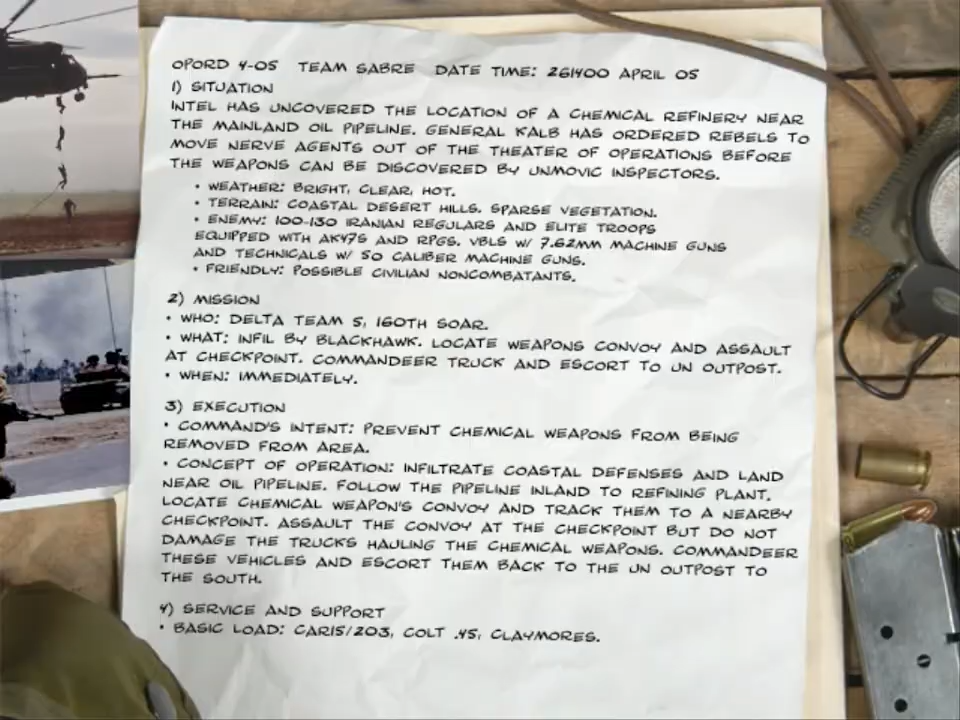 OPORD 4-05 TEAM SABRE DATE TIME: 261400 APRIL 05
1) SITUATION
INTEL HAS UNCOVERED THE LOCATION OF A CHEMICAL REFINERY NEAR
THE MAINLAND OIL PIPELINE. GENERAL KALB HAS ORDERED REBELS TO
MOVE NERVE AGENTS OUT OF THE THEATER OF OPERATIONS BEFORE
THE WEAPONS CAN BE DISCOVERED BY UNMOVIC INSPECTORS.
• WEATHER: BRIGHT, CLEAR, HOT.
• TERRAIN: COASTAL DESERT HILLS. SPARSE VEGETATION.
• ENEMY: 100-130 IRANIAN REGULARS AND ELITE TROOPS
EQUIPPED WITH AK47S AND RPGS. VBLS W/ 7.62MM MACHINE GUNS
AND TECHNICALS W/ 50 CALIBER MACHINE GUNS.
• FRIENDLY: POSSIBLE CIVILIAN NONCOMBATANTS.
2) MISSION
• WHO: DELTA TEAM 5, 160TH SOAR.
• WHAT: INFIL BY BLACKHAWK. LOCATE WEAPONS CONVOY AND ASSAULT
AT CHECKPOINT. COMMANDEER TRUCK AND ESCORT TO UN OUTPOST.
• WHEN: IMMEDIATELY.
3) EXECUTION
• COMMAND'S INTENT: PREVENT CHEMICAL WEAPONS FROM BEING
REMOVED FROM AREA.
• CONCEPT OF OPERATION: INFILTRATE COASTAL DEFENSES AND LAND
NEAR OIL PIPELINE. FOLLOW THE PIPELINE INLAND TO REFINING PLANT.
LOCATE CHEMICAL WEAPON'S CONVOY AND TRACK THEM TO A NEARBY
CHECKPOINT. ASSAULT THE CONVOY AT THE CHECKPOINT BUT DO NOT
DAMAGE THE TRUCKS HAULING THE CHEMICAL WEAPONS. COMMANDEER
THESE VEHICLES AND ESCORT THEM BACK TO THE UN OUTPOST TO
THE SOUTH.
4) SERVICE AND SUPPORT
• BASIC LOAD: CAR15/203, COLT .45, CLAYMORES.